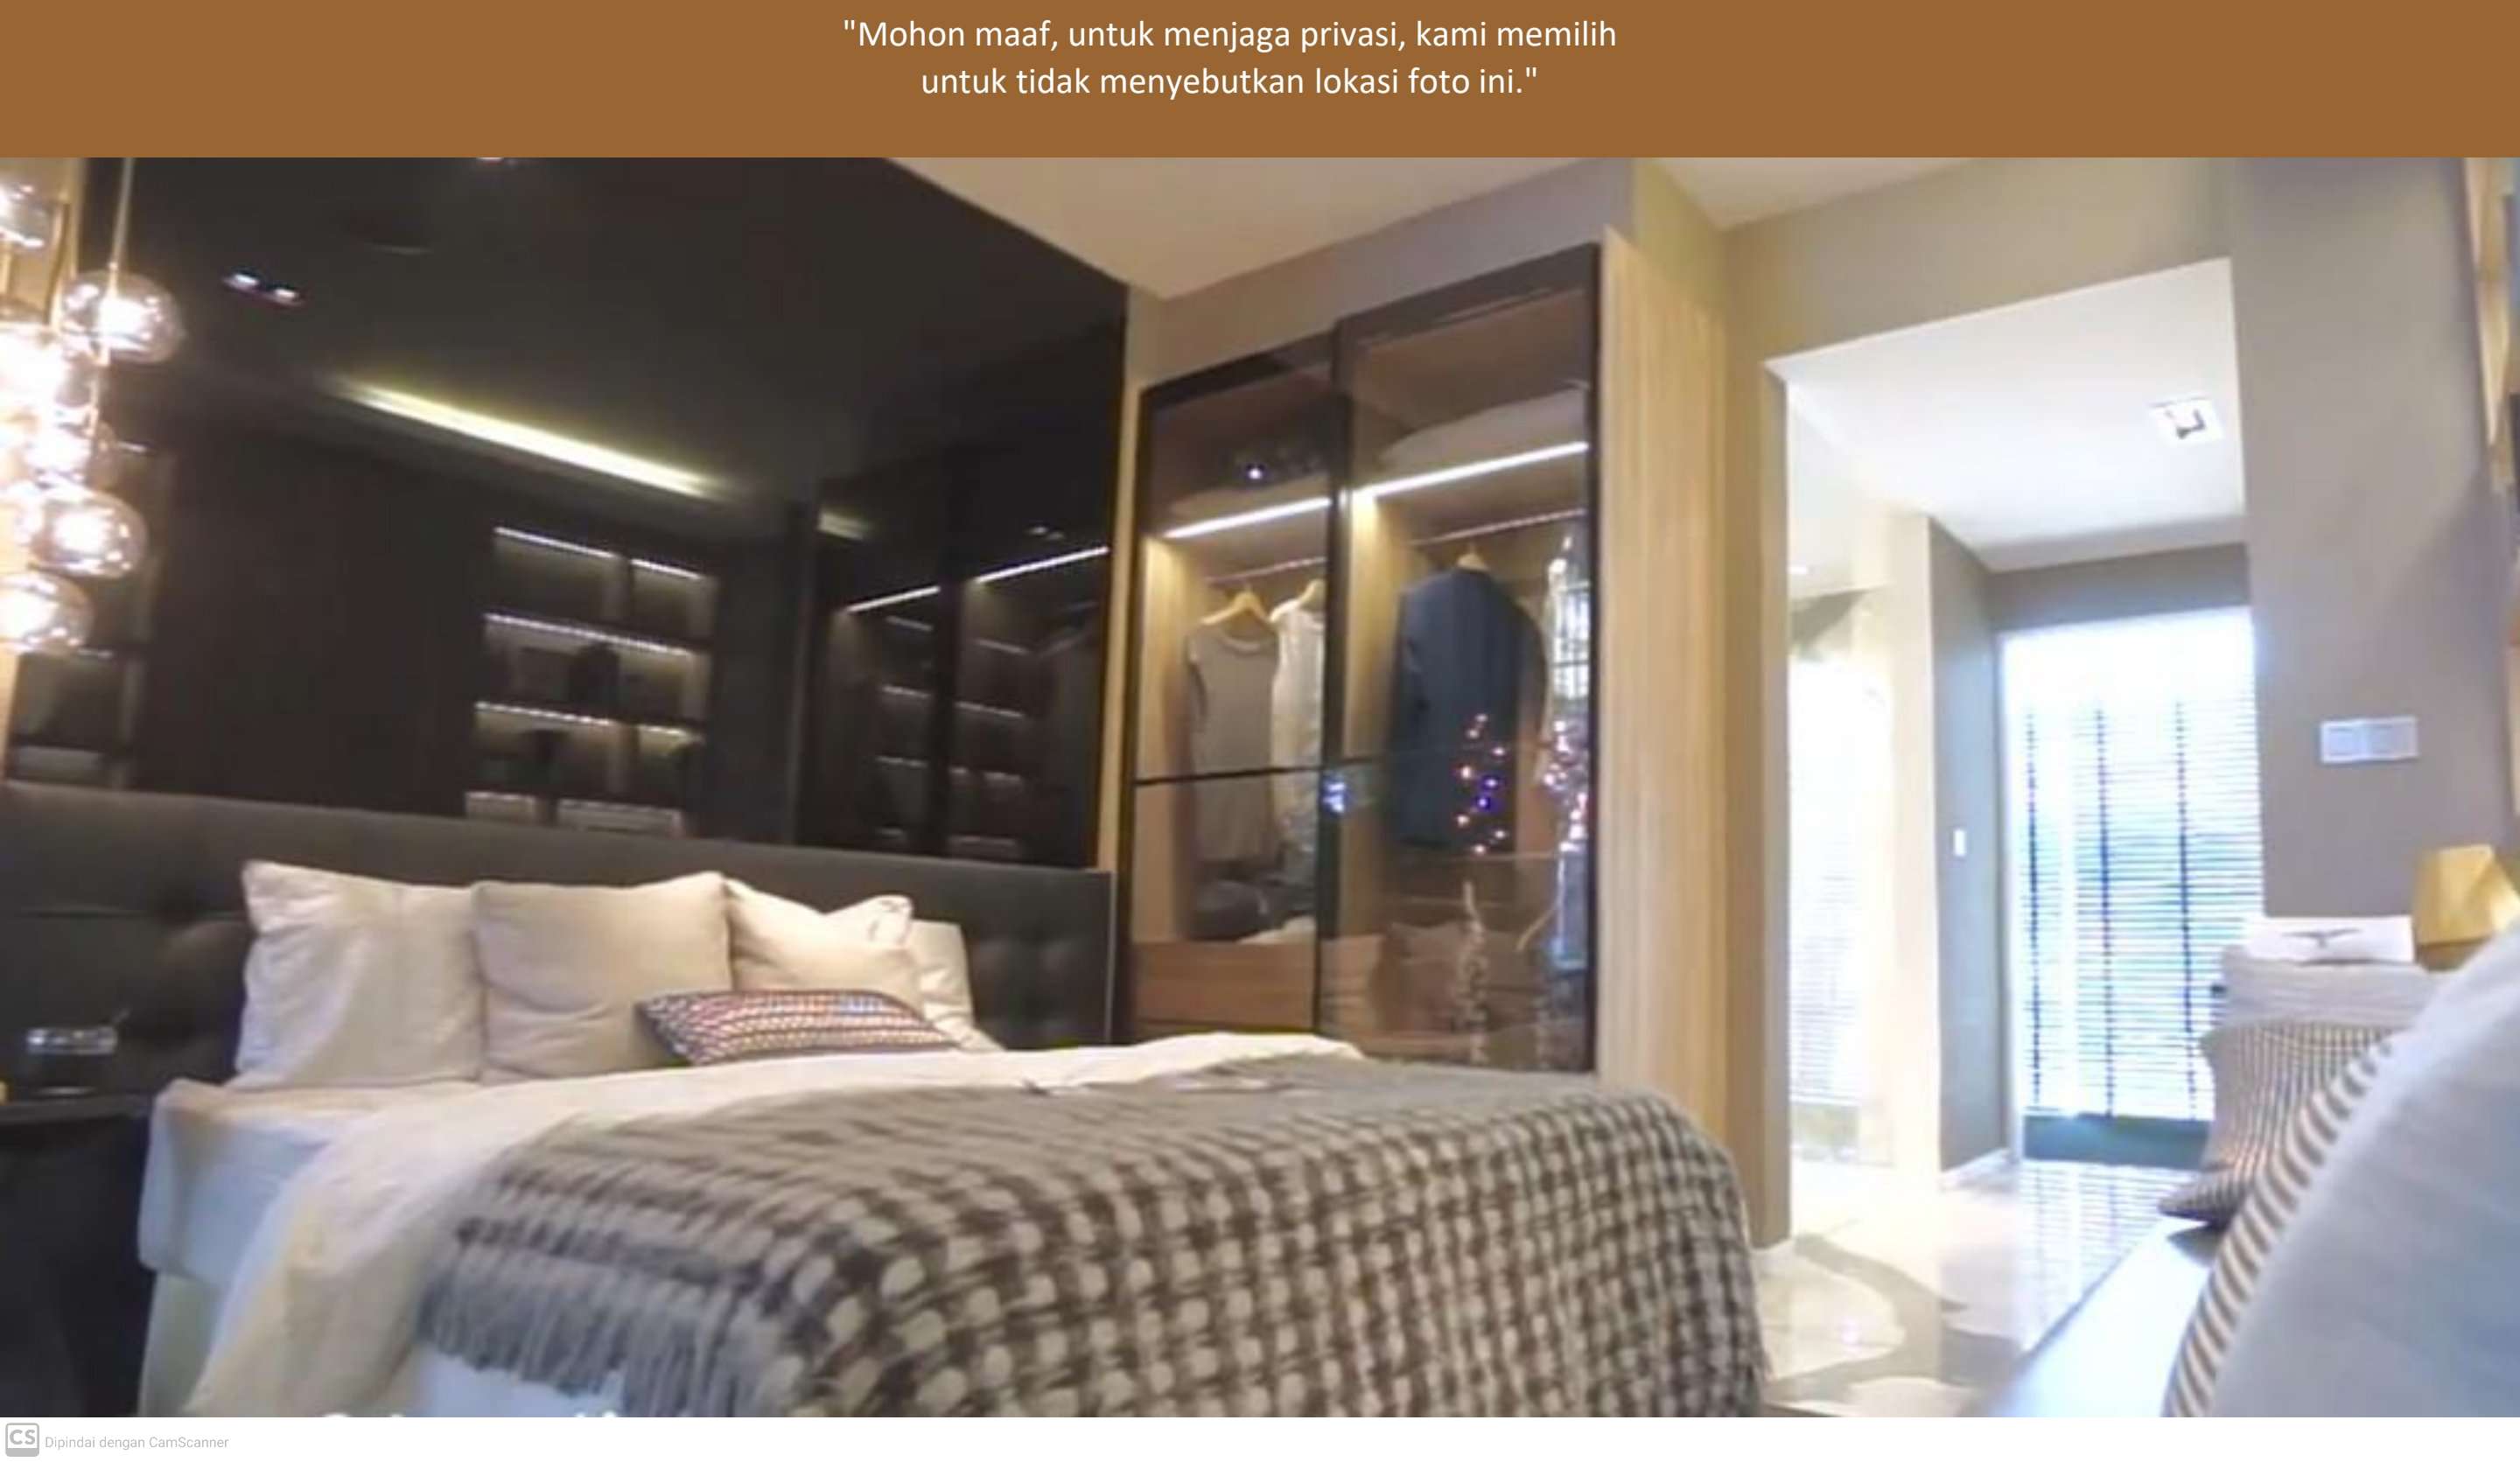 "Mohon maaf, untuk menjaga privasi, kami memilih
untuk tidak menyebutkan lokasi foto ini."
CS Dipindai dengan CamScanner